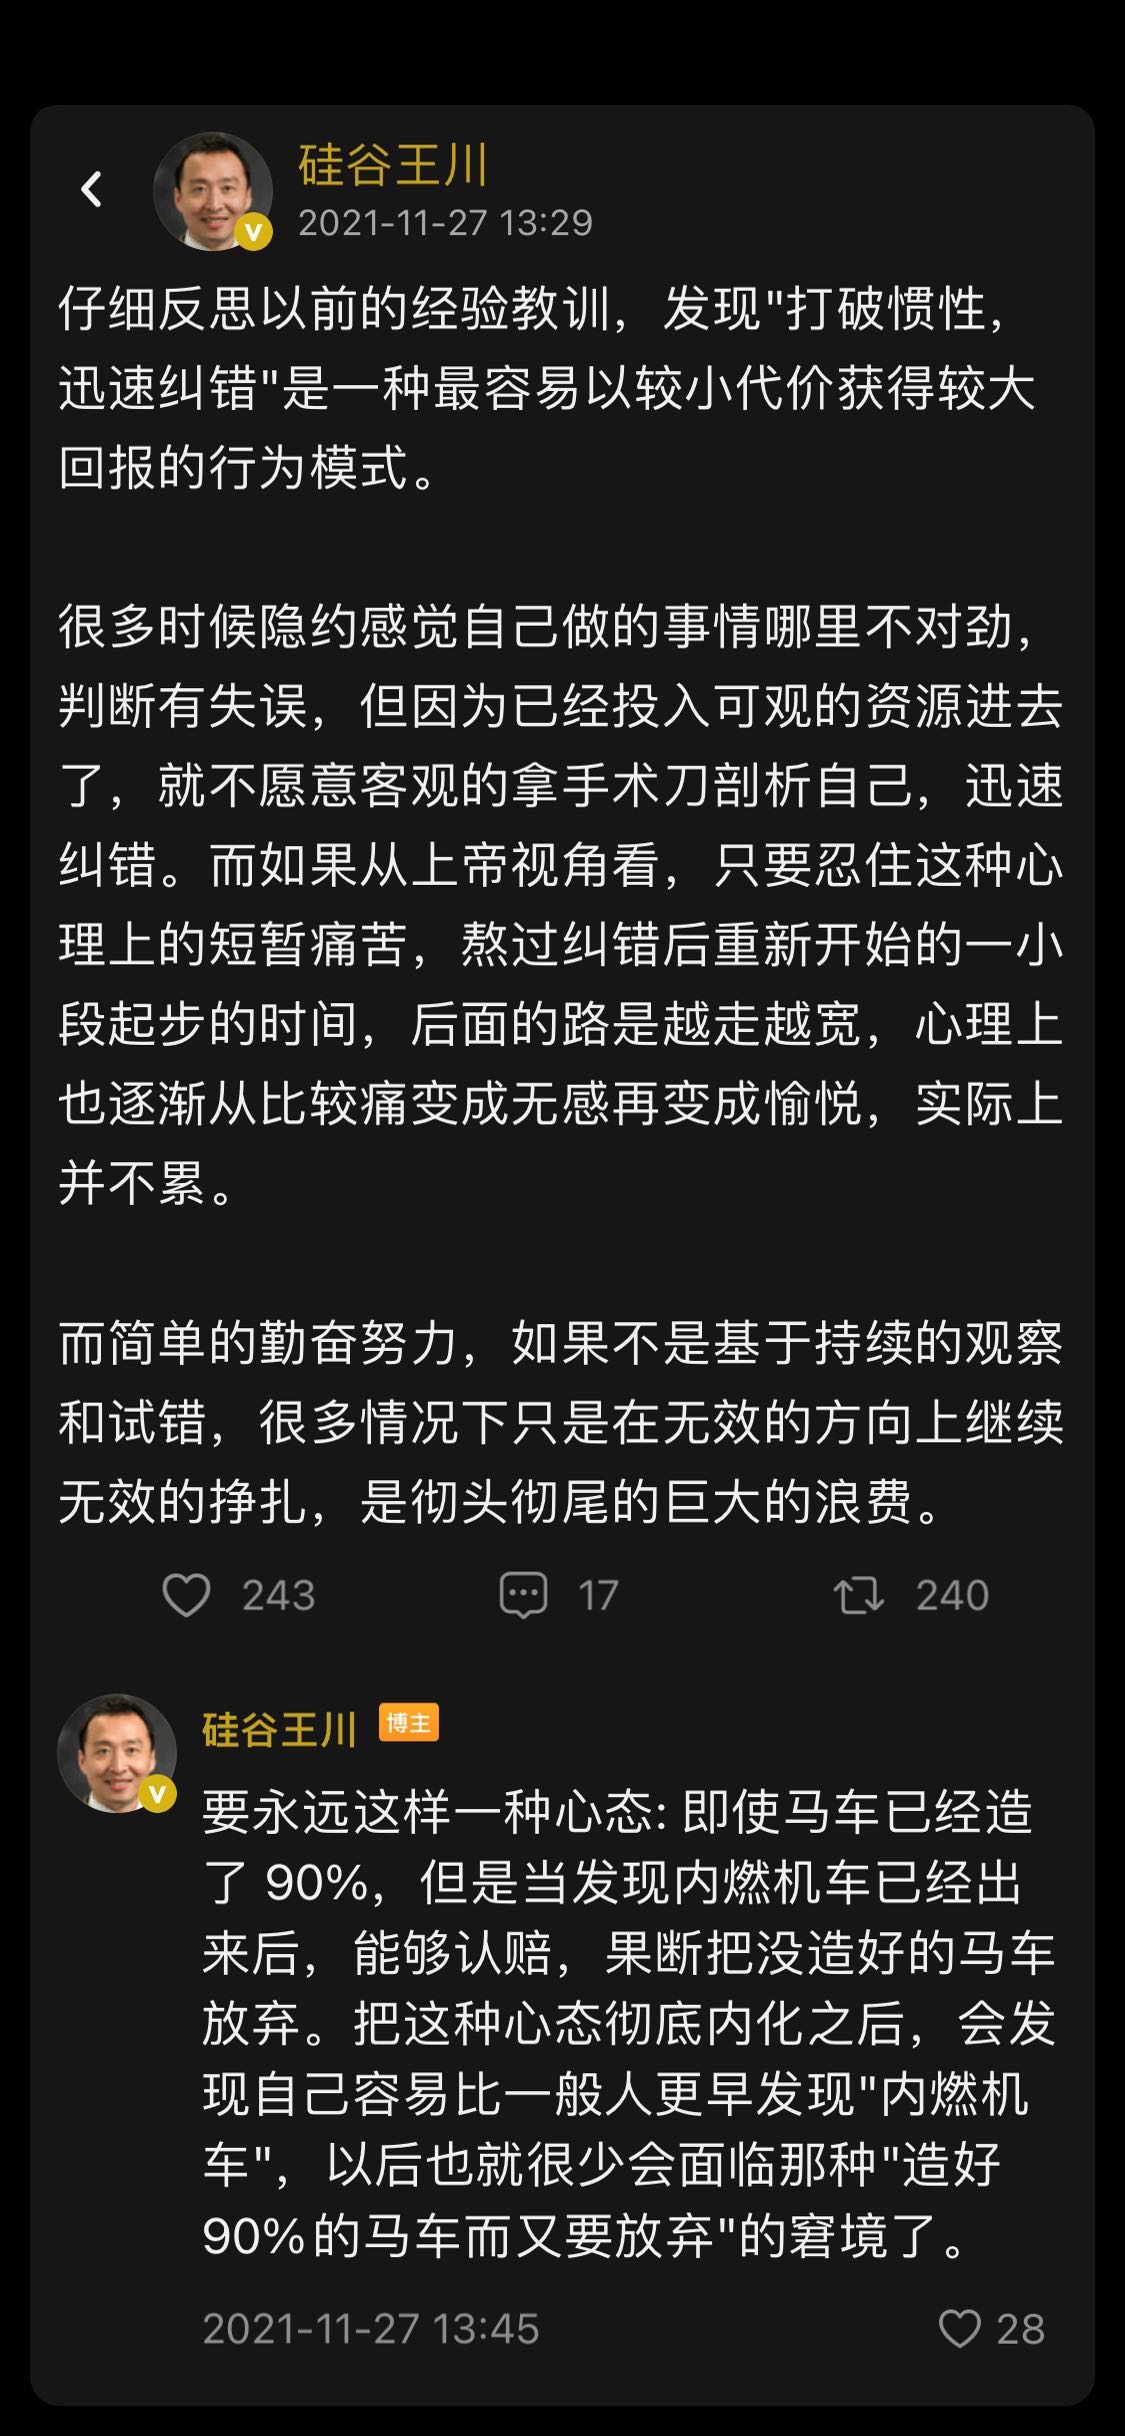 硅谷王川
2021-11-27 13:29
仔细反思以前的经验教训，发现"打破惯性，
迅速纠错"是一种最容易以较小代价获得较大
回报的行为模式。
很多时候隐约感觉自己做的事情哪里不对劲，
判断有失误，但因为已经投入可观的资源进去
了，就不愿意客观的拿手术刀剖析自己，迅速
纠错。而如果从上帝视角看，只要忍住这种心
理上的短暂痛苦，熬过纠错后重新开始的一小
段起步的时间，后面的路是越走越宽，心理上
也逐渐从比较痛变成无感再变成愉悦，实际上
并不累。
而简单的勤奋努力，如果不是基于持续的观察
和试错，很多情况下只是在无效的方向上继续
无效的挣扎，是彻头彻尾的巨大的浪费。
243 17 240
硅谷王川 博主
要永远这样一种心态: 即使马车已经造
了 90%，但是当发现内燃机车已经出
来后，能够认赔，果断把没造好的马车
放弃。把这种心态彻底内化之后，会发
现自己容易比一般人更早发现"内燃机
车"，以后也就很少会面临那种"造好
90%的马车而又要放弃"的窘境了。
2021-11-27 13:45 28